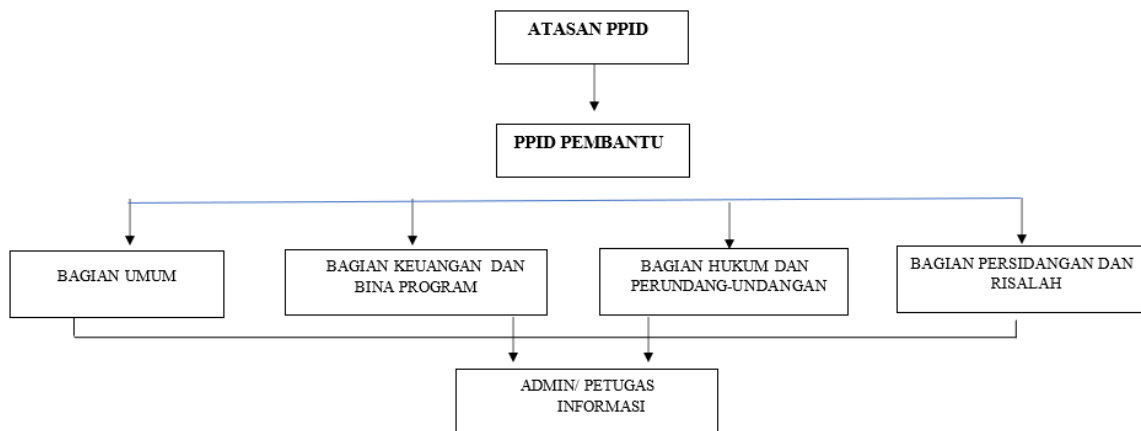 ATASAN PPID
PPID PEMBANTU
BAGIAN UMUM
BAGIAN KEUANGAN DAN
BINA PROGRAM
BAGIAN HUKUM DAN
PERUNDANG-UNDANGAN
BAGIAN PERSIDANGAN DAN
RISALAH
ADMIN/ PETUGAS
INFORMASI